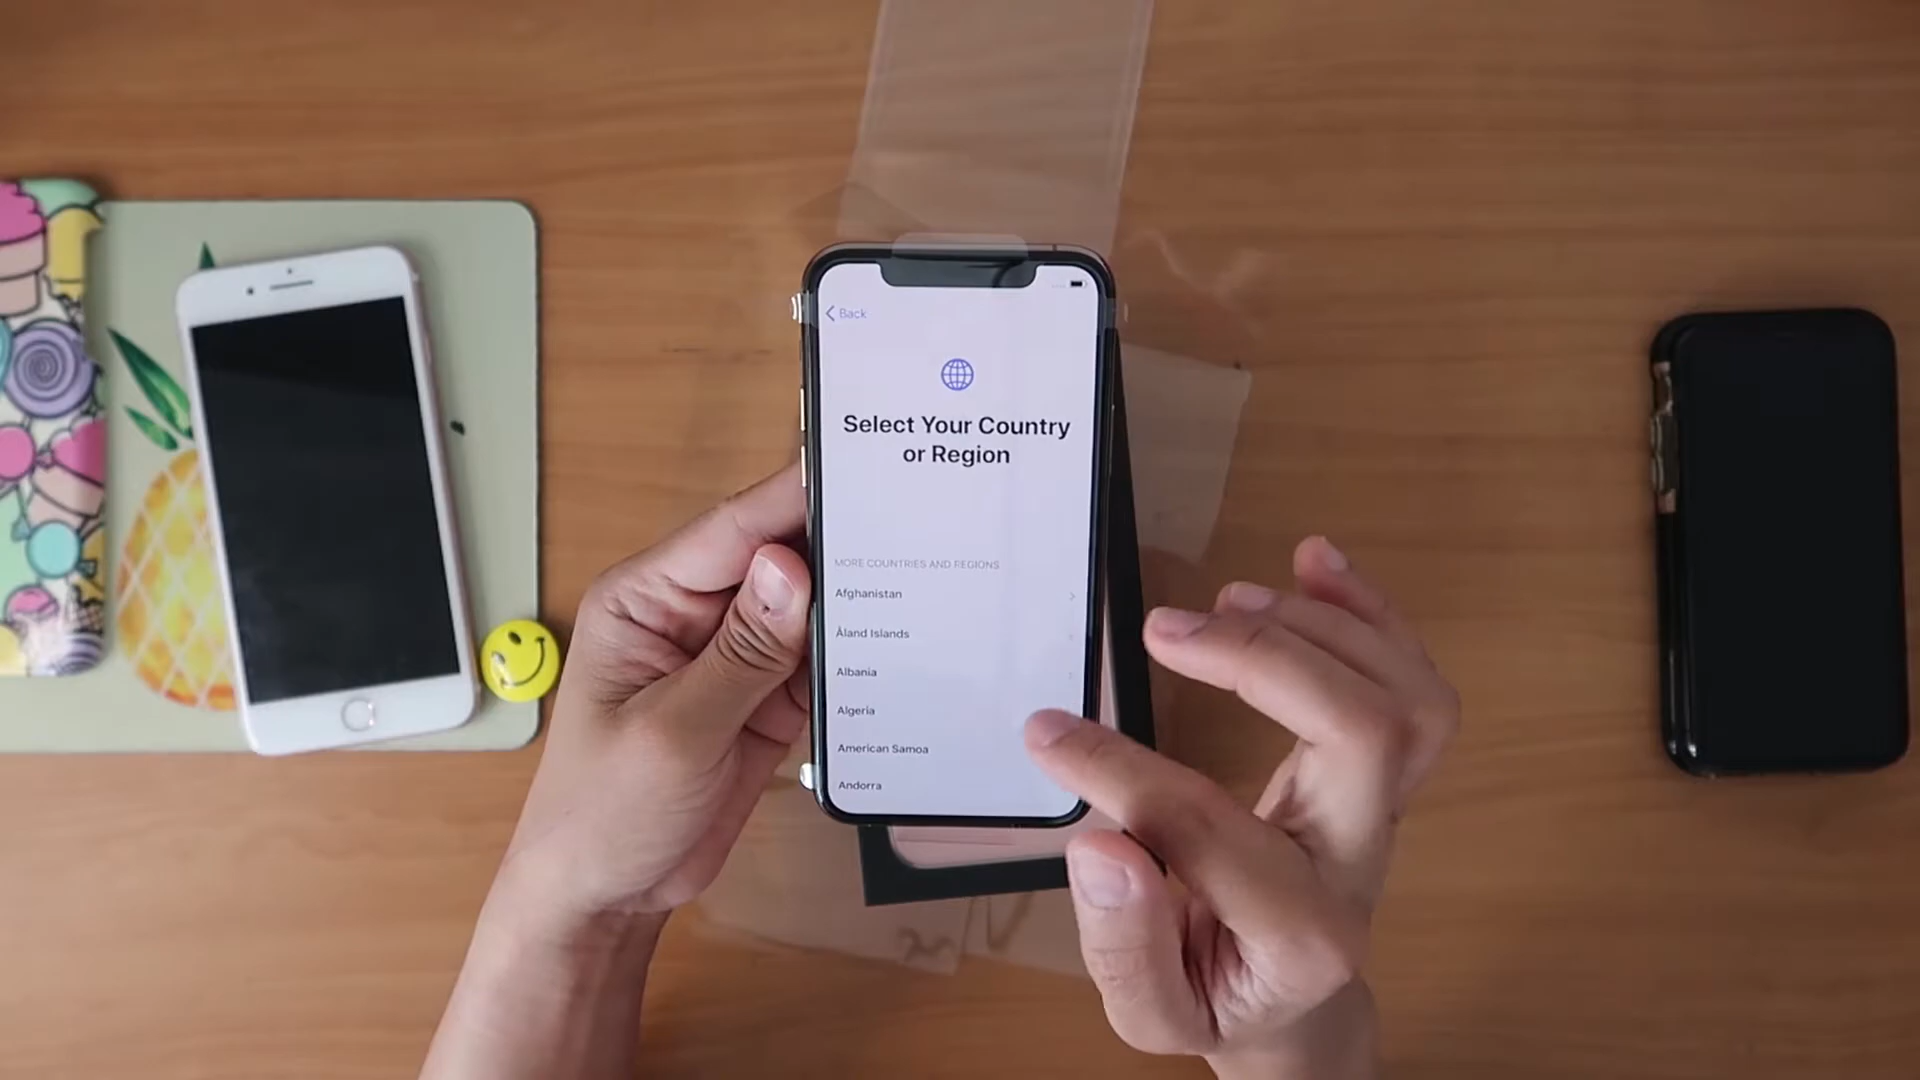 Back
Select Your Country
or Region
MORE COUNTRIES AND REGIONS
Afghanistan
Åland Islands
Albania
Algeria
American Samoa
Andorra